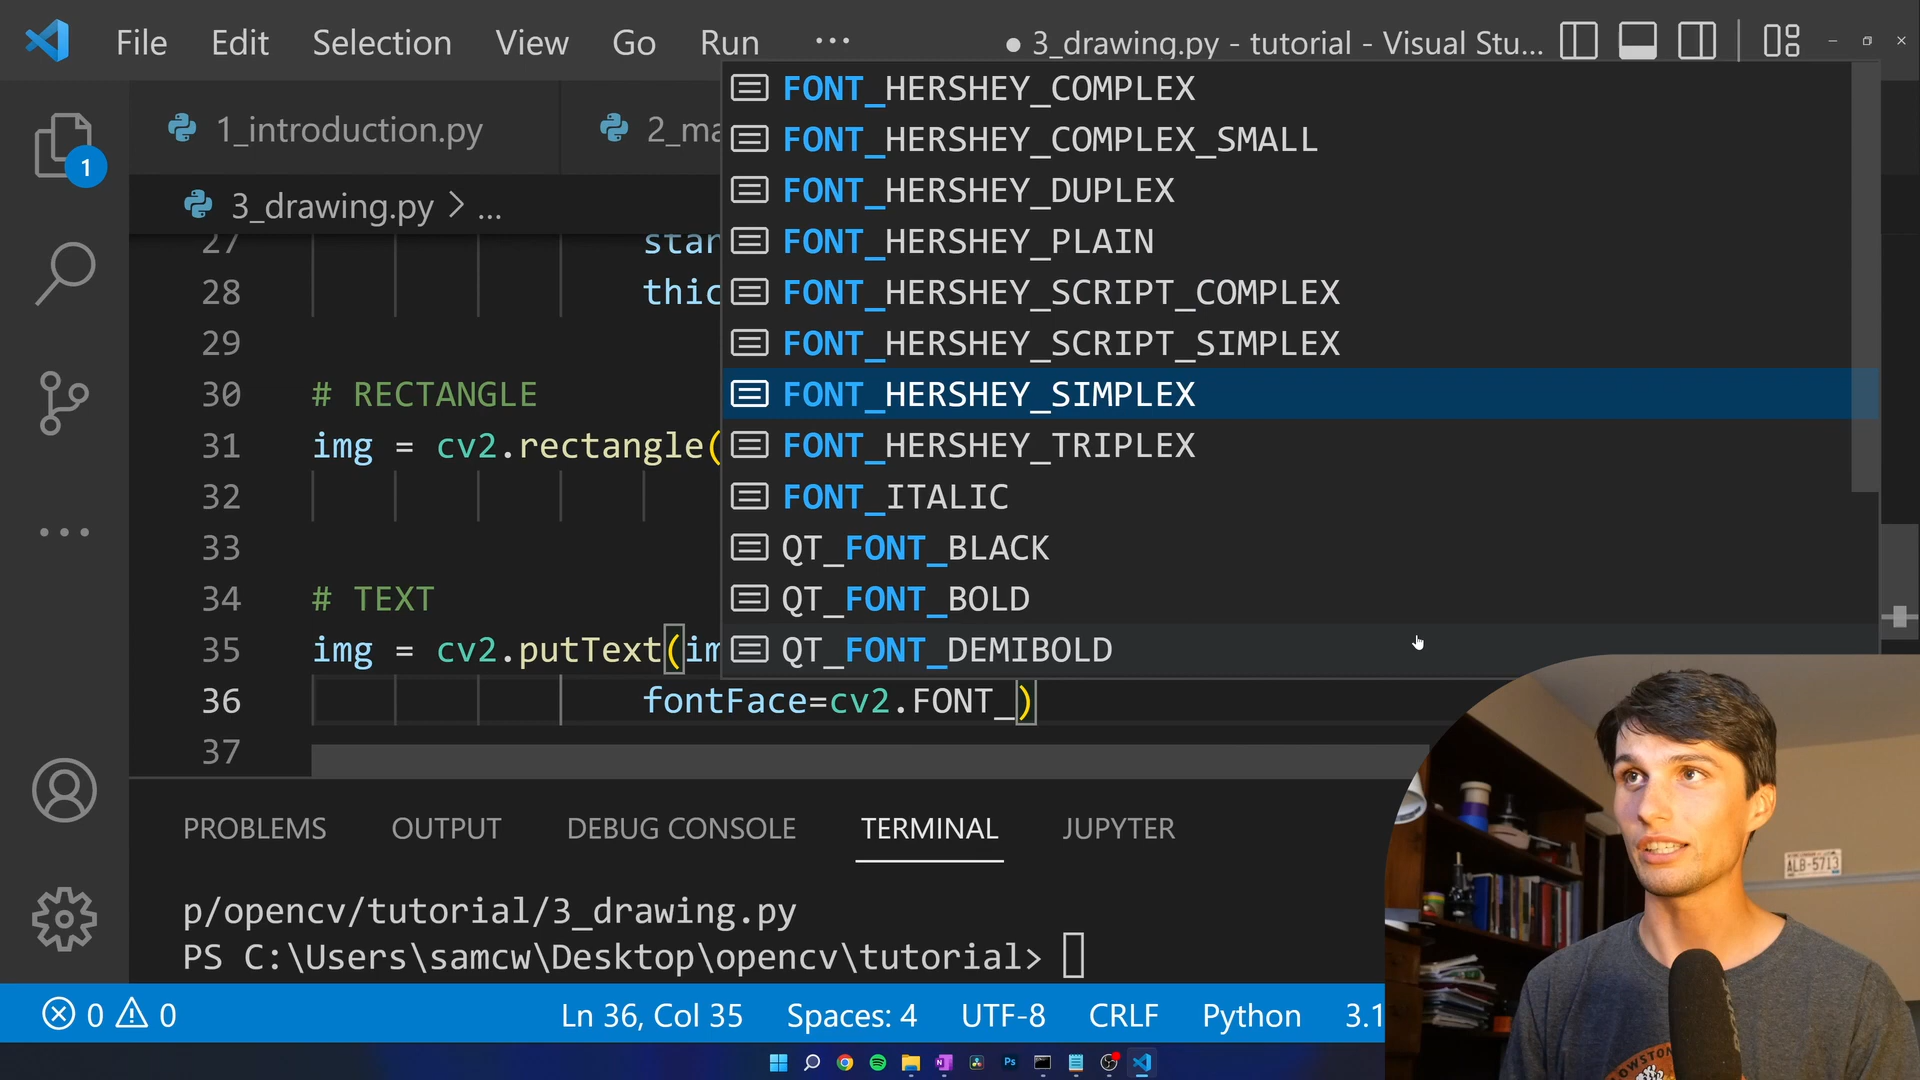 File Edit Selection View Go Run ··· ● 3_drawing.py - tutorial - Visual Stu...
1_introduction.py 2_ma
3_drawing.py > ...
1
FONT_HERSHEY_COMPLEX
FONT_HERSHEY_COMPLEX_SMALL
FONT_HERSHEY_DUPLEX
FONT_HERSHEY_PLAIN
FONT_HERSHEY_SCRIPT_COMPLEX
FONT_HERSHEY_SCRIPT_SIMPLEX
FONT_HERSHEY_SIMPLEX
FONT_HERSHEY_TRIPLEX
FONT_ITALIC
QT_FONT_BLACK
QT_FONT_BOLD
QT_FONT_DEMIBOLD
27 star
28 thic
29
30 # RECTANGLE
31 img = cv2.rectangle(
32
33
34 # TEXT
35 img = cv2.putText(im
36 fontFace=cv2.FONT_)
37
PROBLEMS OUTPUT DEBUG CONSOLE TERMINAL JUPYTER
p/opencv/tutorial/3_drawing.py
PS C:\Users\samcw\Desktop\opencv\tutorial>
0 0 Ln 36, Col 35 Spaces: 4 UTF-8 CRLF Python 3.1
Ps
ALB-5713